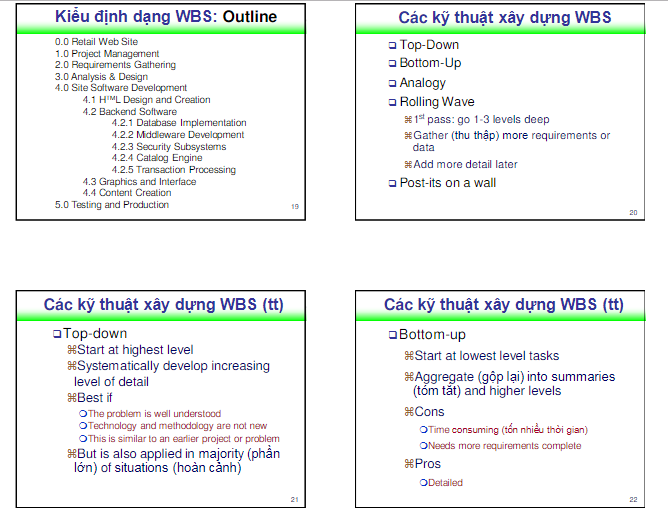 Kiểu định dạng WBS: Outline
0.0 Retail Web Site
1.0 Project Management
2.0 Requirements Gathering
3.0 Analysis & Design
4.0 Site Software Development
4.1 H™L Design and Creation
4.2 Backend Software
4.2.1 Database Implementation
4.2.2 Middleware Development
4.2.3 Security Subsystems
4.2.4 Catalog Engine
4.2.5 Transaction Processing
4.3 Graphics and Interface
4.4 Content Creation
5.0 Testing and Production
19
Các kỹ thuật xây dựng WBS
Top-Down
Bottom-Up
Analogy
Rolling Wave
1st pass: go 1-3 levels deep
Gather (thu thập) more requirements or
data
Add more detail later
Post-its on a wall
20
Các kỹ thuật xây dựng WBS (tt)
Top-down
Start at highest level
Systematically develop increasing
level of detail
Best if
The problem is well understood
Technology and methodology are not new
This is similar to an earlier project or problem
But is also applied in majority (phần
lớn) of situations (hoàn cảnh)
21
Các kỹ thuật xây dựng WBS (tt)
Bottom-up
Start at lowest level tasks
Aggregate (gộp lại) into summaries
(tóm tắt) and higher levels
Cons
Time consuming (tốn nhiều thời gian)
Needs more requirements complete
Pros
Detailed
22